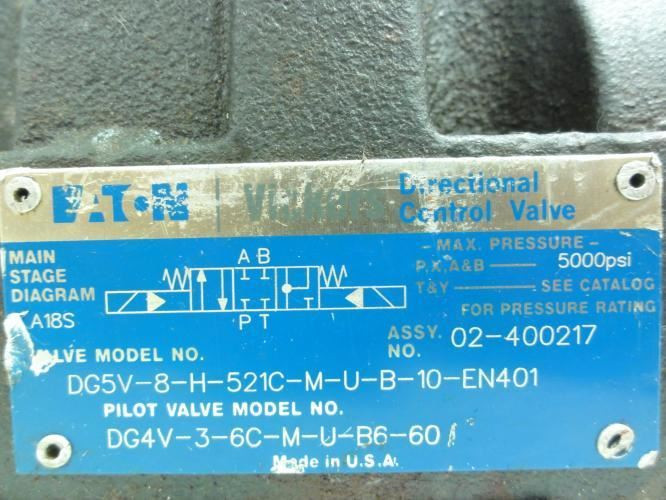 EATON | Vickers Directional Control Valve
MAIN STAGE DIAGRAM
A18S
A B
P T
- MAX. PRESSURE -
P,X,A&B 5000psi
T&Y SEE CATALOG
FOR PRESSURE RATING
ASSY. NO. 02-400217
VALVE MODEL NO.
DG5V-8-H-521C-M-U-B-10-EN401
PILOT VALVE MODEL NO.
DG4V-3-6C-M-U-B6-60
Made in U.S.A.